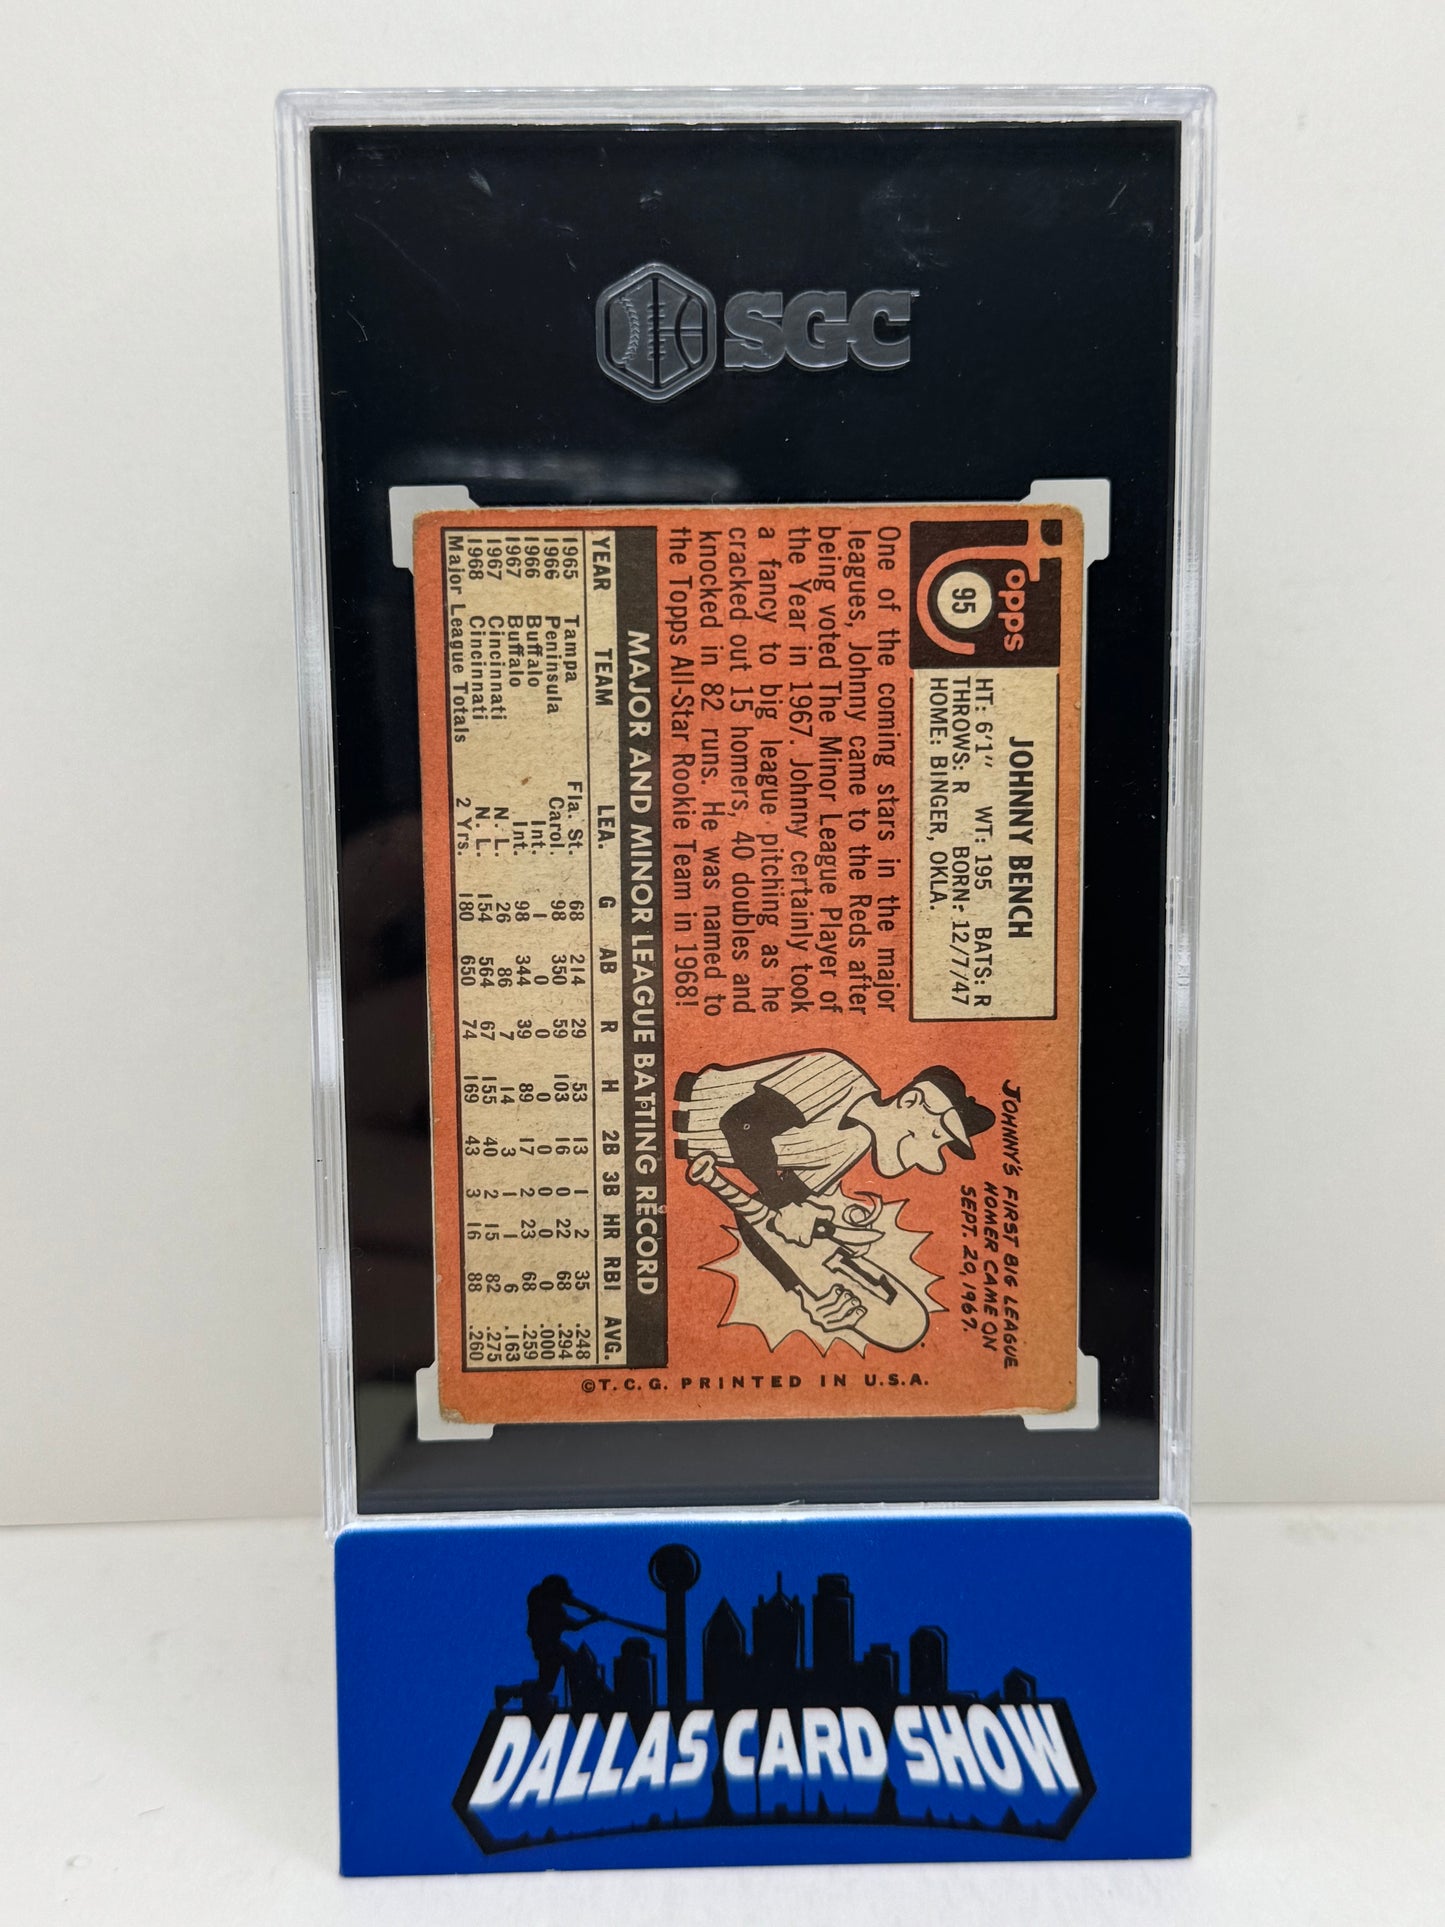 SGC
Topps
95
JOHNNY BENCH
HT: 6'1" WT: 195 BATS: R
THROWS: R BORN: 12/7/47
HOME: BINGER, OKLA.
One of the coming stars in the major
leagues, Johnny came to the Reds after
being voted The Minor League Player of
the Year in 1967. Johnny certainly took
a fancy to big league pitching as he
cracked out 15 homers, 40 doubles and
knocked in 82 runs. He was named to
the Topps All-Star Rookie Team in 1968!
JOHNNY'S FIRST BIG LEAGUE
HOMER CAME ON
SEPT. 20, 1967.
MAJOR AND MINOR LEAGUE BATTING RECORD
YEAR TEAM LEA. G AB R H 2B 3B HR RBI AVG.
1965 Tampa Fla. St. 68 214 29 53 13 1 2 35 .248
1966 Peninsula Carol. 98 350 59 103 16 0 22 68 .294
1966 Buffalo Int. 1 0 0 0 0 0 0 0 .000
1967 Buffalo Int. 98 344 39 89 17 2 23 68 .259
1967 Cincinnati N. L. 26 86 7 14 3 1 1 6 .163
1968 Cincinnati N. L. 154 564 67 155 40 2 15 82 .275
Major League Totals 2 Yrs. 180 650 74 169 43 3 16 88 .260
©T.C.G. PRINTED IN U.S.A.
DALLAS CARD SHOW